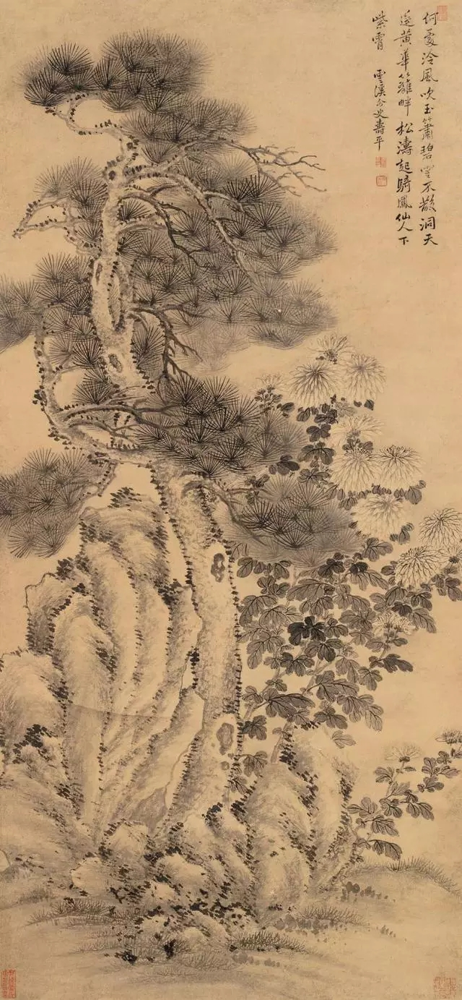 何處泠風吹玉簫碧雲不散洞天
遙黃華籬畔松濤起騎鳳仙人下
紫霄 雲溪外史壽平